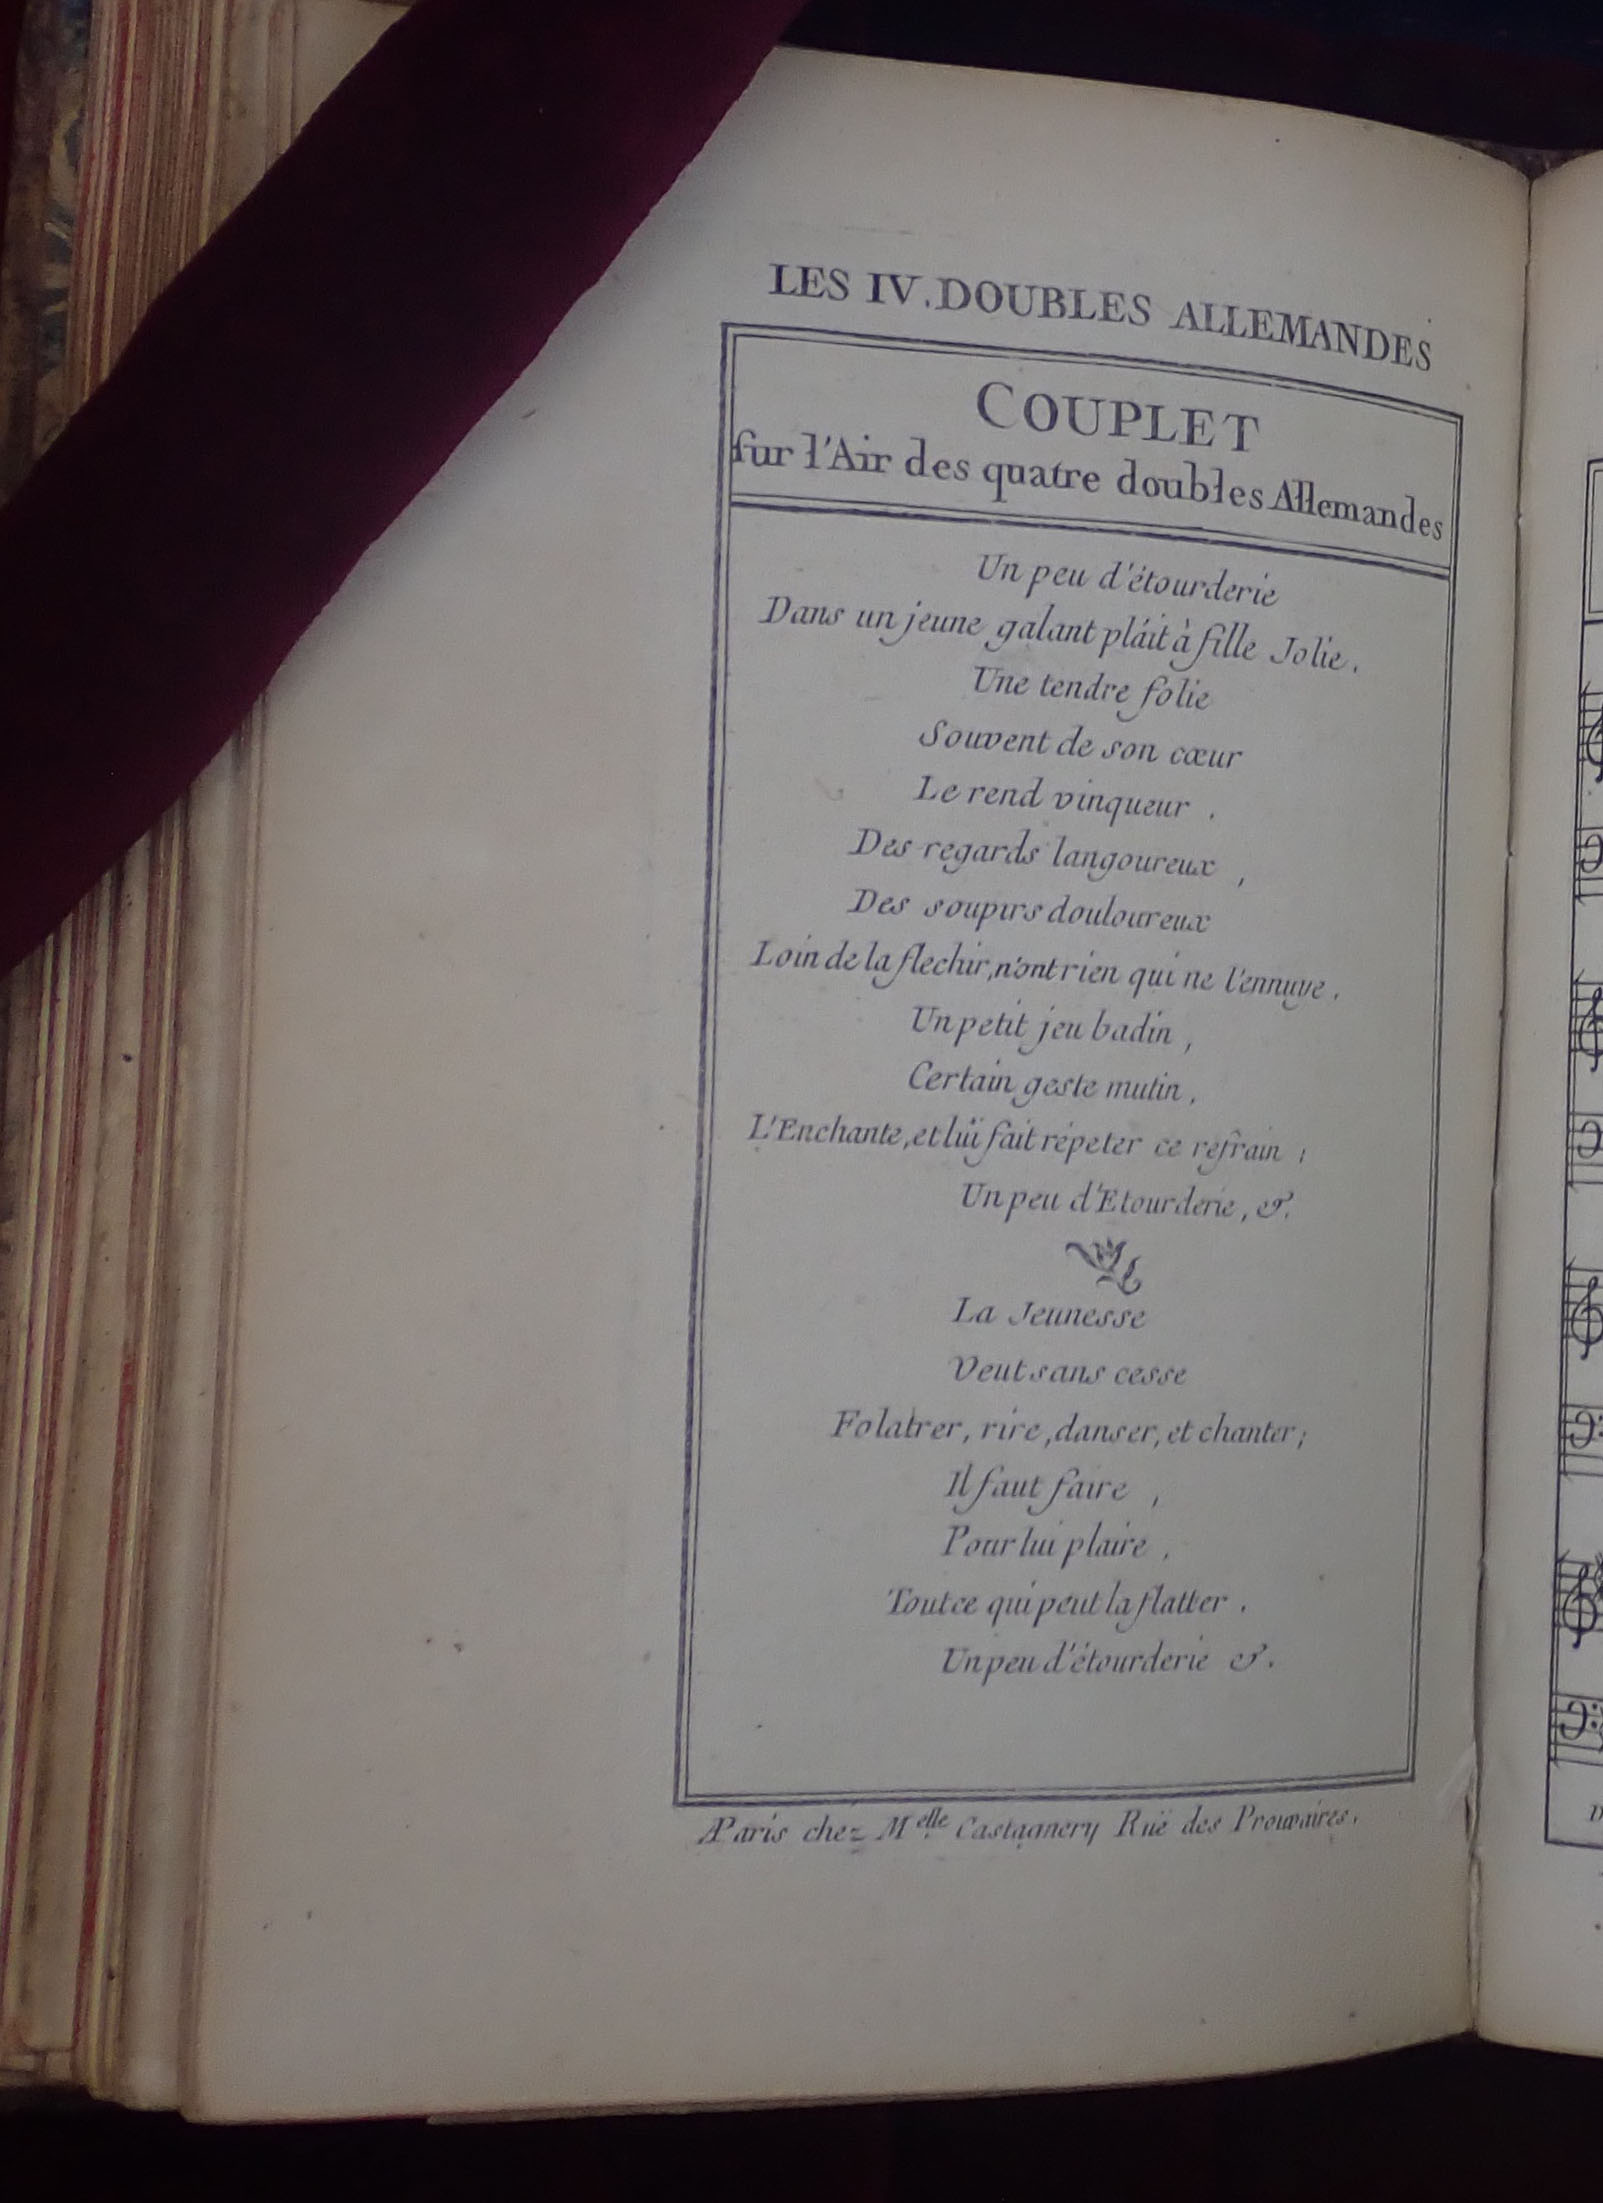 LES IV. DOUBLES ALLEMANDES
COUPLET
sur l'Air des quatre doubles Allemandes
Un peu d'étourderie
Dans un jeune galant pláit à fille Jolie.
Une tendre folie
Souvent de son cœur
Le rend vinqueur.
Des regards langoureux,
Des soupirs douloureux
Loin de la flechir, n'ont rien qui ne l'ennuye.
Un petit jeu badin,
Certain geste mutin,
L'Enchante, et lüi fait répeter ce refrain;
Un peu d'Etourderie, &.
La Jeunesse
Veut sans cesse
Folatrer, rire, danser, et chanter;
Il faut faire,
Pour lui plaire,
Tout ce qui peut la flatter.
Un peu d'étourderie &.
A Paris chez Melle Castagnery Ruë des Prouvaires.